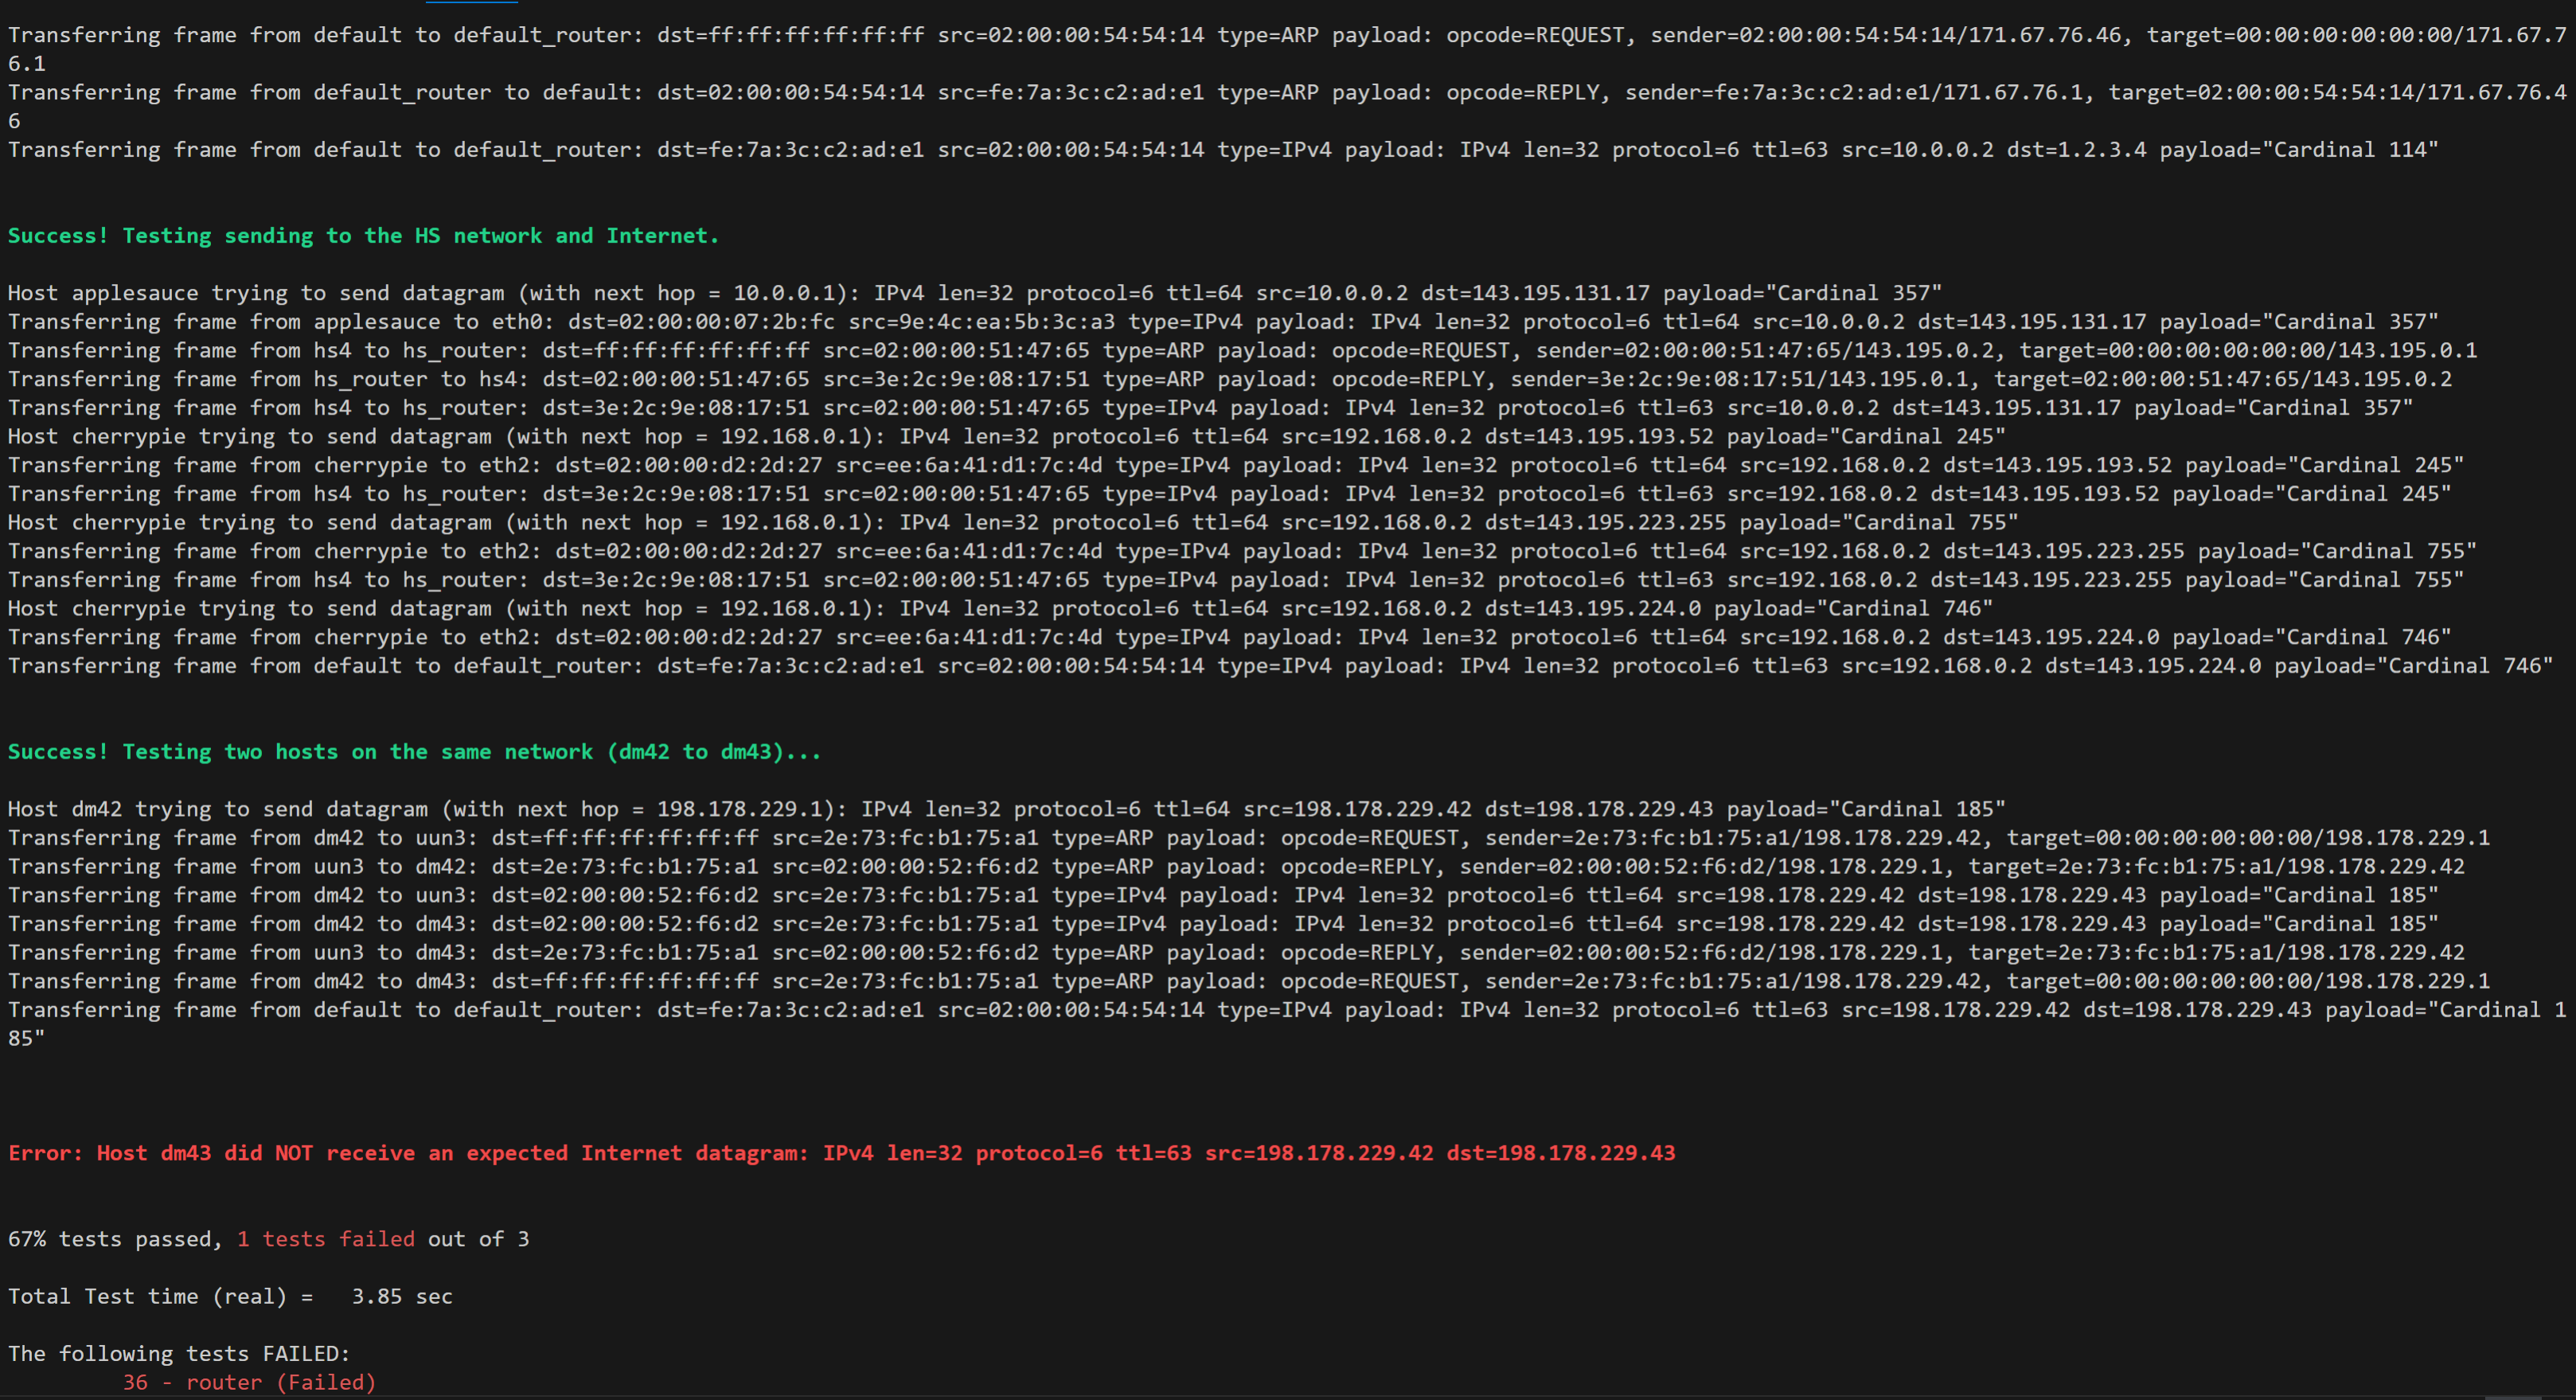 Transferring frame from default to default_router: dst=ff:ff:ff:ff:ff:ff src=02:00:00:54:54:14 type=ARP payload: opcode=REQUEST, sender=02:00:00:54:54:14/171.67.76.46, target=00:00:00:00:00:00/171.67.7
6.1
Transferring frame from default_router to default: dst=02:00:00:54:54:14 src=fe:7a:3c:c2:ad:e1 type=ARP payload: opcode=REPLY, sender=fe:7a:3c:c2:ad:e1/171.67.76.1, target=02:00:00:54:54:14/171.67.76.4
6
Transferring frame from default to default_router: dst=fe:7a:3c:c2:ad:e1 src=02:00:00:54:54:14 type=IPv4 payload: IPv4 len=32 protocol=6 ttl=63 src=10.0.0.2 dst=1.2.3.4 payload="Cardinal 114"
Success! Testing sending to the HS network and Internet.
Host applesauce trying to send datagram (with next hop = 10.0.0.1): IPv4 len=32 protocol=6 ttl=64 src=10.0.0.2 dst=143.195.131.17 payload="Cardinal 357"
Transferring frame from applesauce to eth0: dst=02:00:00:07:2b:fc src=9e:4c:ea:5b:3c:a3 type=IPv4 payload: IPv4 len=32 protocol=6 ttl=64 src=10.0.0.2 dst=143.195.131.17 payload="Cardinal 357"
Transferring frame from hs4 to hs_router: dst=ff:ff:ff:ff:ff:ff src=02:00:00:51:47:65 type=ARP payload: opcode=REQUEST, sender=02:00:00:51:47:65/143.195.0.2, target=00:00:00:00:00:00/143.195.0.1
Transferring frame from hs_router to hs4: dst=02:00:00:51:47:65 src=3e:2c:9e:08:17:51 type=ARP payload: opcode=REPLY, sender=3e:2c:9e:08:17:51/143.195.0.1, target=02:00:00:51:47:65/143.195.0.2
Transferring frame from hs4 to hs_router: dst=3e:2c:9e:08:17:51 src=02:00:00:51:47:65 type=IPv4 payload: IPv4 len=32 protocol=6 ttl=63 src=10.0.0.2 dst=143.195.131.17 payload="Cardinal 357"
Host cherrypie trying to send datagram (with next hop = 192.168.0.1): IPv4 len=32 protocol=6 ttl=64 src=192.168.0.2 dst=143.195.193.52 payload="Cardinal 245"
Transferring frame from cherrypie to eth2: dst=02:00:00:d2:2d:27 src=ee:6a:41:d1:7c:4d type=IPv4 payload: IPv4 len=32 protocol=6 ttl=64 src=192.168.0.2 dst=143.195.193.52 payload="Cardinal 245"
Transferring frame from hs4 to hs_router: dst=3e:2c:9e:08:17:51 src=02:00:00:51:47:65 type=IPv4 payload: IPv4 len=32 protocol=6 ttl=63 src=192.168.0.2 dst=143.195.193.52 payload="Cardinal 245"
Host cherrypie trying to send datagram (with next hop = 192.168.0.1): IPv4 len=32 protocol=6 ttl=64 src=192.168.0.2 dst=143.195.223.255 payload="Cardinal 755"
Transferring frame from cherrypie to eth2: dst=02:00:00:d2:2d:27 src=ee:6a:41:d1:7c:4d type=IPv4 payload: IPv4 len=32 protocol=6 ttl=64 src=192.168.0.2 dst=143.195.223.255 payload="Cardinal 755"
Transferring frame from hs4 to hs_router: dst=3e:2c:9e:08:17:51 src=02:00:00:51:47:65 type=IPv4 payload: IPv4 len=32 protocol=6 ttl=63 src=192.168.0.2 dst=143.195.223.255 payload="Cardinal 755"
Host cherrypie trying to send datagram (with next hop = 192.168.0.1): IPv4 len=32 protocol=6 ttl=64 src=192.168.0.2 dst=143.195.224.0 payload="Cardinal 746"
Transferring frame from cherrypie to eth2: dst=02:00:00:d2:2d:27 src=ee:6a:41:d1:7c:4d type=IPv4 payload: IPv4 len=32 protocol=6 ttl=64 src=192.168.0.2 dst=143.195.224.0 payload="Cardinal 746"
Transferring frame from default to default_router: dst=fe:7a:3c:c2:ad:e1 src=02:00:00:54:54:14 type=IPv4 payload: IPv4 len=32 protocol=6 ttl=63 src=192.168.0.2 dst=143.195.224.0 payload="Cardinal 746"
Success! Testing two hosts on the same network (dm42 to dm43)...
Host dm42 trying to send datagram (with next hop = 198.178.229.1): IPv4 len=32 protocol=6 ttl=64 src=198.178.229.42 dst=198.178.229.43 payload="Cardinal 185"
Transferring frame from dm42 to uun3: dst=ff:ff:ff:ff:ff:ff src=2e:73:fc:b1:75:a1 type=ARP payload: opcode=REQUEST, sender=2e:73:fc:b1:75:a1/198.178.229.42, target=00:00:00:00:00:00/198.178.229.1
Transferring frame from uun3 to dm42: dst=2e:73:fc:b1:75:a1 src=02:00:00:52:f6:d2 type=ARP payload: opcode=REPLY, sender=02:00:00:52:f6:d2/198.178.229.1, target=2e:73:fc:b1:75:a1/198.178.229.42
Transferring frame from dm42 to uun3: dst=02:00:00:52:f6:d2 src=2e:73:fc:b1:75:a1 type=IPv4 payload: IPv4 len=32 protocol=6 ttl=64 src=198.178.229.42 dst=198.178.229.43 payload="Cardinal 185"
Transferring frame from dm42 to dm43: dst=02:00:00:52:f6:d2 src=2e:73:fc:b1:75:a1 type=IPv4 payload: IPv4 len=32 protocol=6 ttl=64 src=198.178.229.42 dst=198.178.229.43 payload="Cardinal 185"
Transferring frame from uun3 to dm43: dst=2e:73:fc:b1:75:a1 src=02:00:00:52:f6:d2 type=ARP payload: opcode=REPLY, sender=02:00:00:52:f6:d2/198.178.229.1, target=2e:73:fc:b1:75:a1/198.178.229.42
Transferring frame from dm42 to dm43: dst=ff:ff:ff:ff:ff:ff src=2e:73:fc:b1:75:a1 type=ARP payload: opcode=REQUEST, sender=2e:73:fc:b1:75:a1/198.178.229.42, target=00:00:00:00:00:00/198.178.229.1
Transferring frame from default to default_router: dst=fe:7a:3c:c2:ad:e1 src=02:00:00:54:54:14 type=IPv4 payload: IPv4 len=32 protocol=6 ttl=63 src=198.178.229.42 dst=198.178.229.43 payload="Cardinal 1
85"
Error: Host dm43 did NOT receive an expected Internet datagram: IPv4 len=32 protocol=6 ttl=63 src=198.178.229.42 dst=198.178.229.43
67% tests passed, 1 tests failed out of 3
Total Test time (real) =   3.85 sec
The following tests FAILED:
36 - router (Failed)